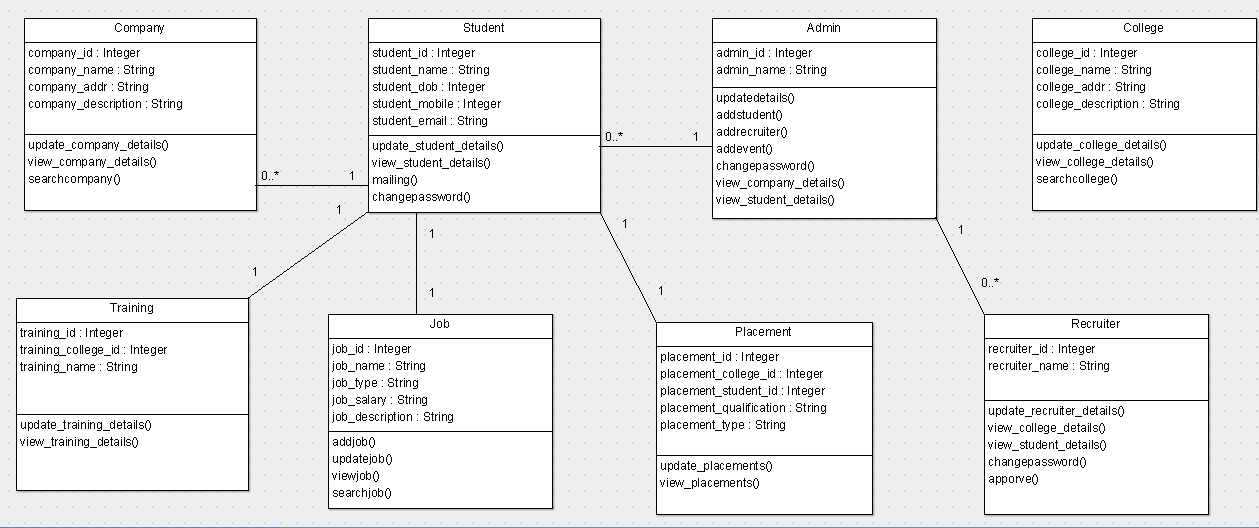 Company
company_id : Integer
company_name : String
company_addr : String
company_description : String
update_company_details()
view_company_details()
searchcompany()
Student
student_id : Integer
student_name : String
student_dob : Integer
student_mobile : Integer
student_email : String
update_student_details()
view_student_details()
mailing()
changepassword()
Admin
admin_id : Integer
admin_name : String
updatedetails()
addstudent()
addrecruiter()
addevent()
changepassword()
view_company_details()
view_student_details()
College
college_id : Integer
college_name : String
college_addr : String
college_description : String
update_college_details()
view_college_details()
searchcollege()
0..*
1
0..*
1
1
1
1
1
1
1
1
0..*
Training
training_id : Integer
training_college_id : Integer
training_name : String
update_training_details()
view_training_details()
Job
job_id : Integer
job_name : String
job_type : String
job_salary : String
job_description : String
addjob()
updatejob()
viewjob()
searchjob()
Placement
placement_id : Integer
placement_college_id : Integer
placement_student_id : Integer
placement_qualification : String
placement_type : String
update_placements()
view_placements()
Recruiter
recruiter_id : Integer
recruiter_name : String
update_recruiter_details()
view_college_details()
view_student_details()
changepassword()
apporve()